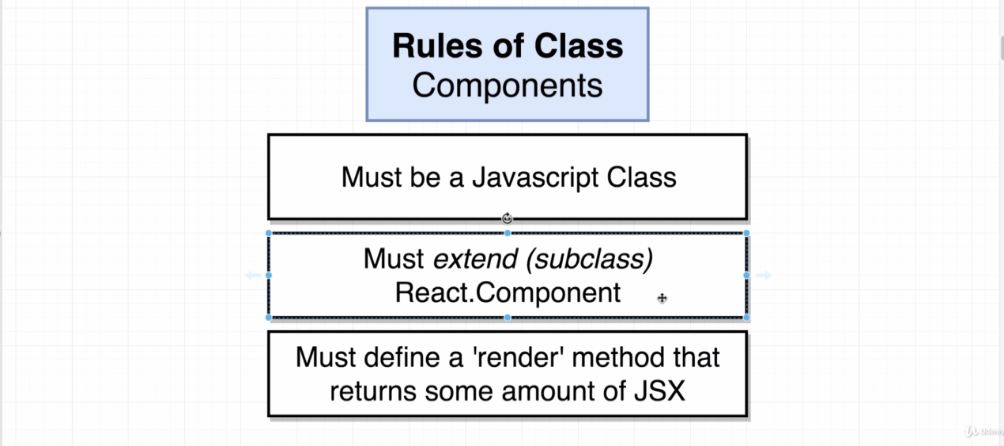 Rules of Class
Components
Must be a Javascript Class
Must extend (subclass)
React.Component
Must define a 'render' method that
returns some amount of JSX